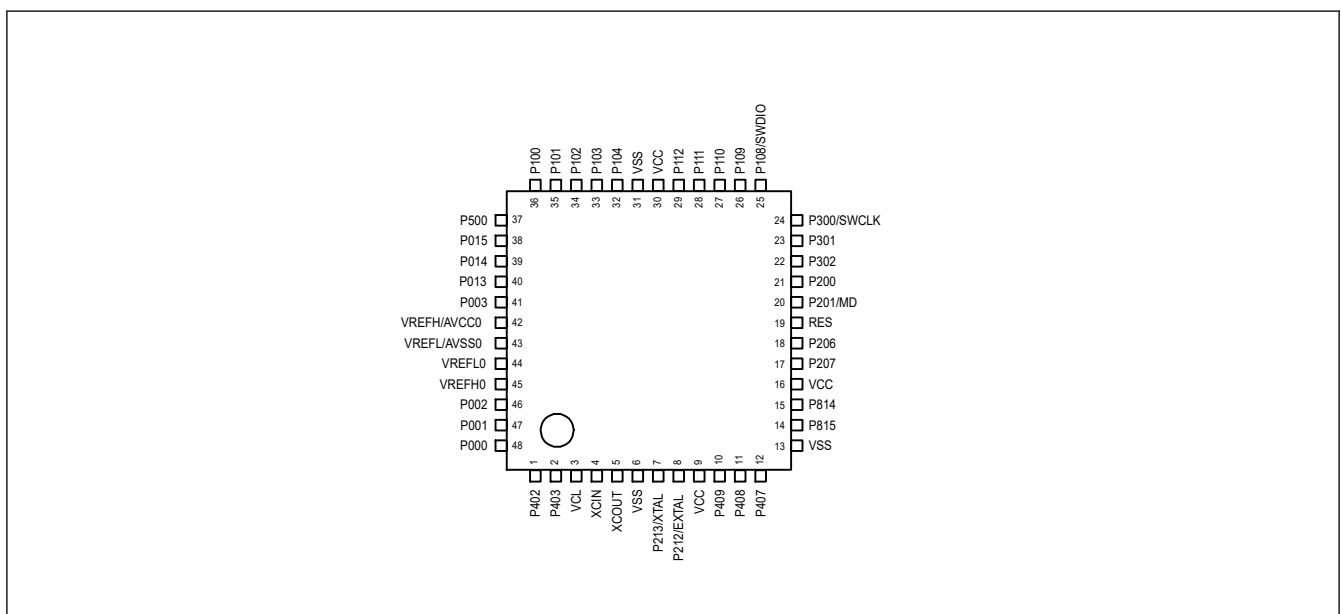 P100
P101
P102
P103
P104
VSS
VCC
P112
P111
P110
P109
P108/SWDIO
36
35
34
33
32
31
30
29
28
27
26
25
P500 37
P015 38
P014 39
P013 40
P003 41
VREFH/AVCC0 42
VREFL/AVSS0 43
VREFL0 44
VREFH0 45
P002 46
P001 47
P000 48
24 P300/SWCLK
23 P301
22 P302
21 P200
20 P201/MD
19 RES
18 P206
17 P207
16 VCC
15 P814
14 P815
13 VSS
1
2
3
4
5
6
7
8
9
10
11
12
P402
P403
VCL
XCIN
XCOUT
VSS
P213/XTAL
P212/EXTAL
VCC
P409
P408
P407